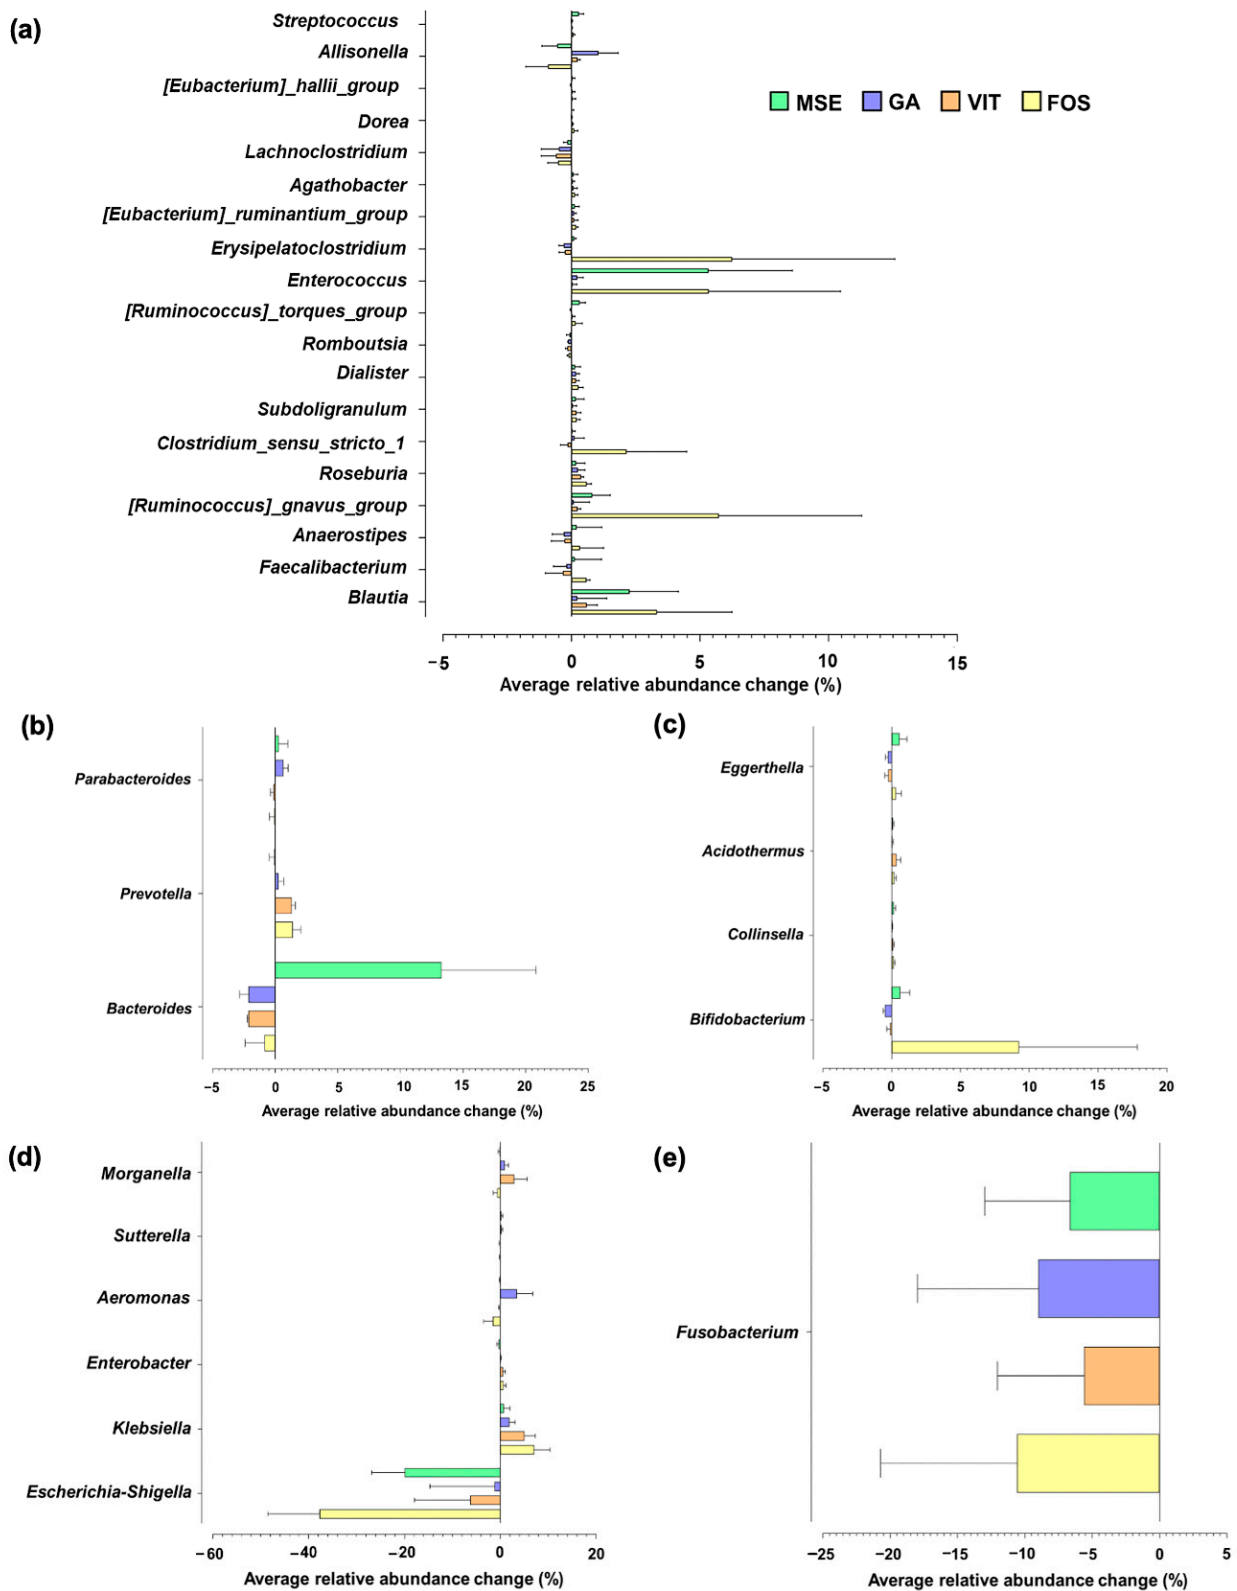 (a)
Streptococcus
Allisonella
[Eubacterium]_hallii_group
MSE GA VIT FOS
Dorea
Lachnoclostridium
Agathobacter
[Eubacterium]_ruminantium_group
Erysipelatoclostridium
Enterococcus
[Ruminococcus]_torques_group
Romboutsia
Dialister
Subdoligranulum
Clostridium_sensu_stricto_1
Roseburia
[Ruminococcus]_gnavus_group
Anaerostipes
Faecalibacterium
Blautia
−5 0 5 10 15
Average relative abundance change (%)
(b)
Parabacteroides
Prevotella
Bacteroides
−5 0 5 10 15 20 25
Average relative abundance change (%)
(c)
Eggerthella
Acidothermus
Collinsella
Bifidobacterium
−5 0 5 10 15 20
Average relative abundance change (%)
(d)
Morganella
Sutterella
Aeromonas
Enterobacter
Klebsiella
Escherichia-Shigella
−60 −40 −20 0 20
Average relative abundance change (%)
(e)
Fusobacterium
−25 −20 −15 −10 −5 0 5
Average relative abundance change (%)